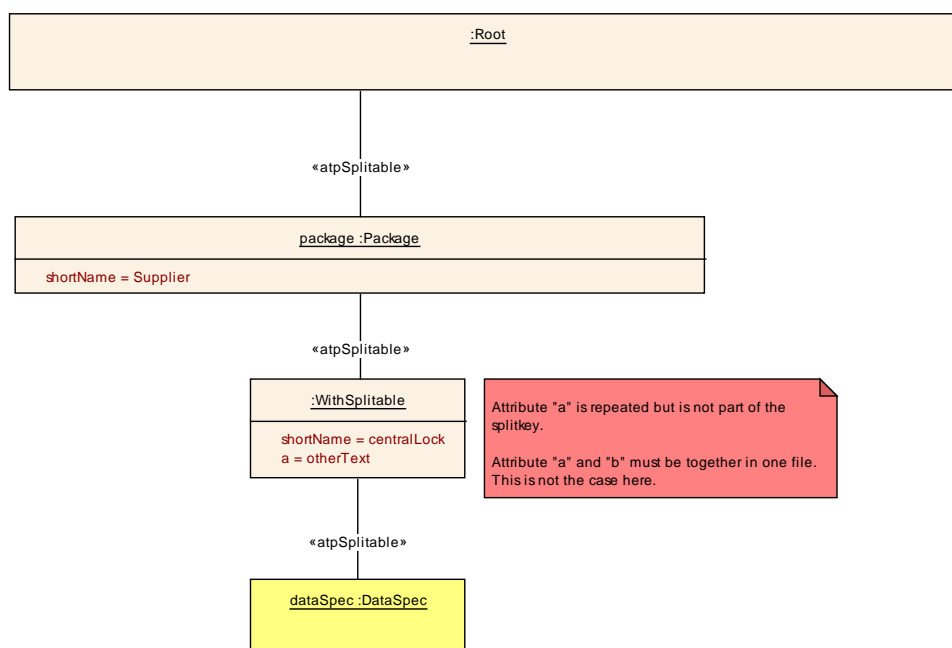 :Root
«atpSplitable»
package :Package
shortName = Supplier
«atpSplitable»
:WithSplitable
shortName = centralLock
a = otherText
Attribute "a" is repeated but is not part of the
splitkey.
Attribute "a" and "b" must be together in one file.
This is not the case here.
«atpSplitable»
dataSpec :DataSpec